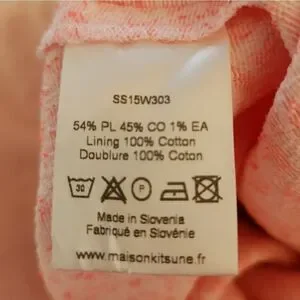 SS15W303
54% PL 45% CO 1% EA
Lining 100% Cotton
Doublure 100% Cotton
30 P
Made in Slovenia
Fabriqué en Slovénie
www.maisonkitsune.fr